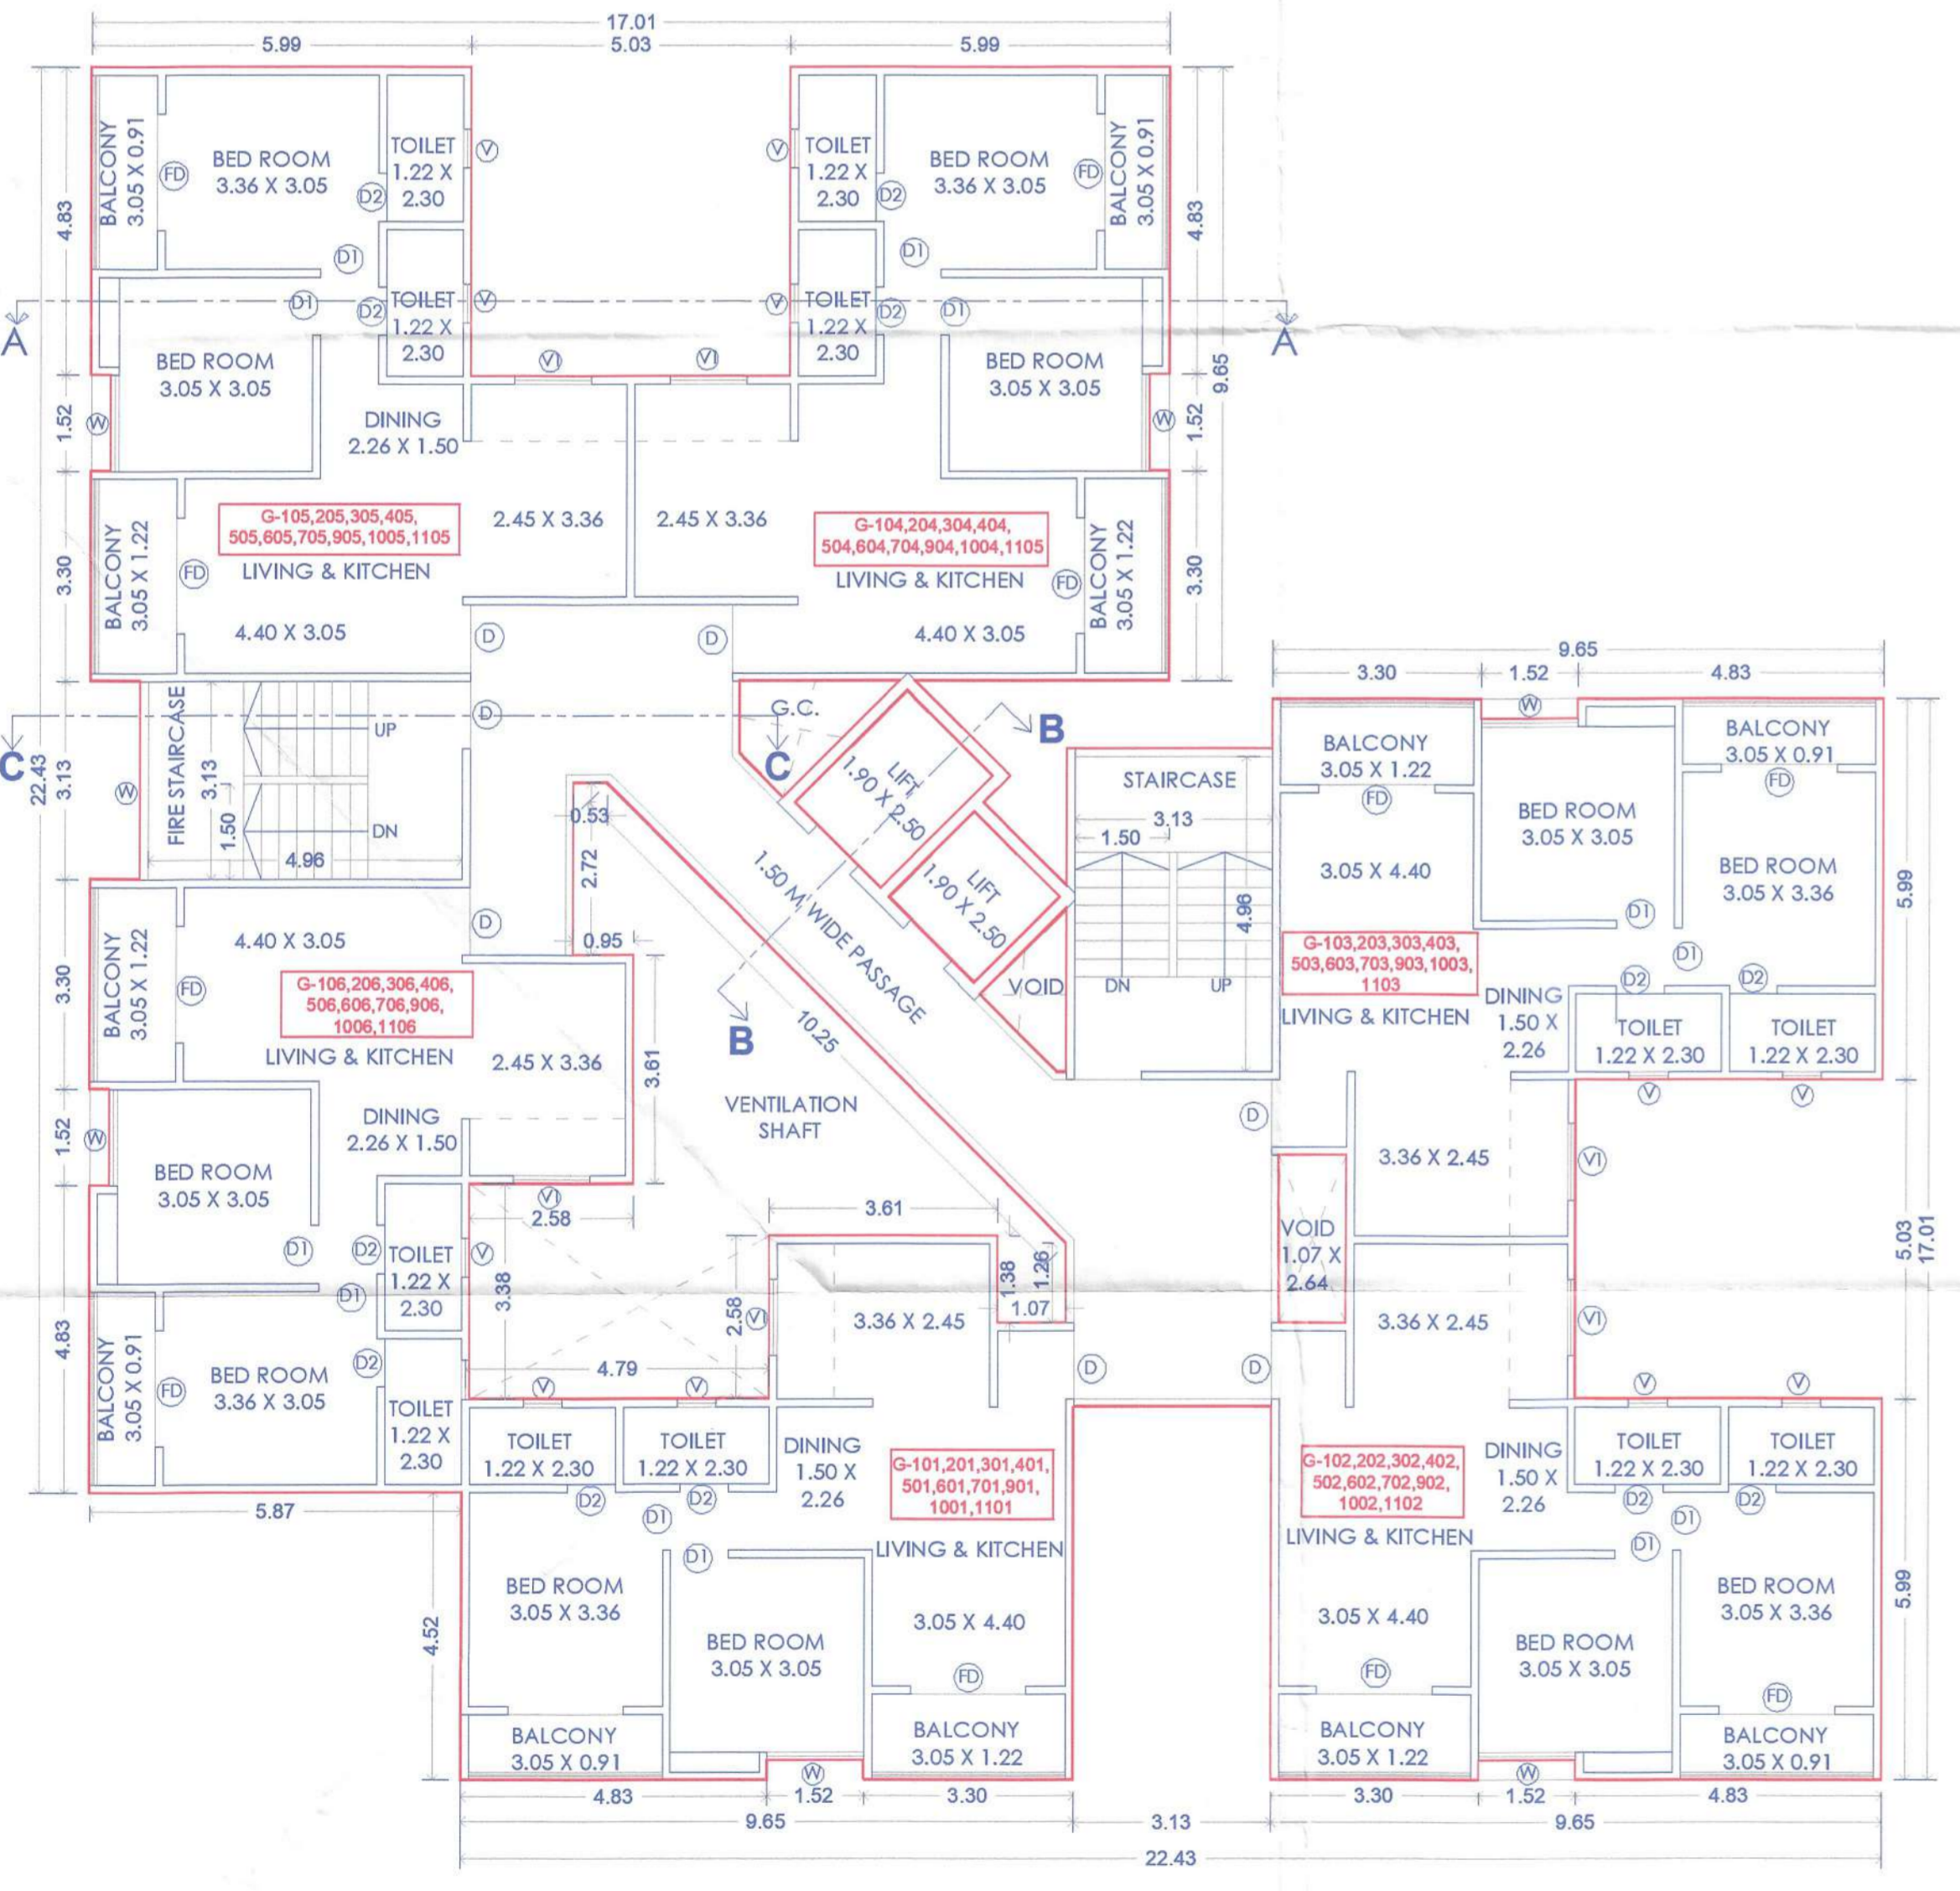 17.01
5.99
5.03
5.99
BALCONY
3.05 X 0.91
FD
BED ROOM
3.36 X 3.05
TOILET
1.22 X
2.30
D2
V
D1
V
TOILET
1.22 X
2.30
D2
BED ROOM
3.36 X 3.05
FD
BALCONY
3.05 X 0.91
D1
4.83
4.83
A
D1
D2
TOILET
1.22 X
2.30
V
V
TOILET
1.22 X
2.30
D2
D1
A
BED ROOM
3.05 X 3.05
V1
V1
BED ROOM
3.05 X 3.05
9.65
1.52
W
DINING
2.26 X 1.50
W
1.52
3.30
BALCONY
3.05 X 1.22
FD
G-105,205,305,405,
505,605,705,905,1005,1105
LIVING & KITCHEN
4.40 X 3.05
2.45 X 3.36
2.45 X 3.36
G-104,204,304,404,
504,604,704,904,1004,1105
LIVING & KITCHEN
4.40 X 3.05
FD
BALCONY
3.05 X 1.22
3.30
D
D
9.65
3.30
1.52
4.83
C
22.43
3.13
W
FIRE STAIRCASE
3.13
1.50
UP
DN
4.96
D
G.C.
C
B
LIFT
1.90 X 2.50
LIFT
1.90 X 2.50
STAIRCASE
3.13
1.50
4.96
DN
UP
VOID
0.53
2.72
0.95
1.50 M. WIDE PASSAGE
10.25
B
BALCONY
3.05 X 1.22
FD
W
BALCONY
3.05 X 0.91
FD
BED ROOM
3.05 X 3.05
3.05 X 4.40
BED ROOM
3.05 X 3.36
5.99
D1
D1
G-103,203,303,403,
503,603,703,903,1003,
1103
LIVING & KITCHEN
DINING
1.50 X
2.26
D2
D2
TOILET
1.22 X 2.30
TOILET
1.22 X 2.30
V
V
D
3.36 X 2.45
V1
5.03
17.01
3.30
BALCONY
3.05 X 1.22
FD
4.40 X 3.05
D
G-106,206,306,406,
506,606,706,906,
1006,1106
LIVING & KITCHEN
2.45 X 3.36
3.61
DINING
2.26 X 1.50
1.52
W
BED ROOM
3.05 X 3.05
VENTILATION
SHAFT
V1
2.58
3.61
D1
D2
TOILET
1.22 X
2.30
V
D1
3.38
2.58
V1
1.38
1.26
1.07
3.36 X 2.45
VOID
1.07 X
2.64
3.36 X 2.45
V1
4.83
BALCONY
3.05 X 0.91
FD
BED ROOM
3.36 X 3.05
D2
TOILET
1.22 X
2.30
4.79
V
V
D
D
V
V
5.87
TOILET
1.22 X 2.30
TOILET
1.22 X 2.30
DINING
1.50 X
2.26
D2
D2
D1
D1
G-101,201,301,401,
501,601,701,901,
1001,1101
LIVING & KITCHEN
4.52
BED ROOM
3.05 X 3.36
BED ROOM
3.05 X 3.05
3.05 X 4.40
FD
BALCONY
3.05 X 0.91
BALCONY
3.05 X 1.22
W
G-102,202,302,402,
502,602,702,902,
1002,1102
LIVING & KITCHEN
DINING
1.50 X
2.26
TOILET
1.22 X 2.30
TOILET
1.22 X 2.30
D2
D2
D1
D1
3.05 X 4.40
FD
BED ROOM
3.05 X 3.05
BED ROOM
3.05 X 3.36
FD
5.99
BALCONY
3.05 X 1.22
W
BALCONY
3.05 X 0.91
4.83
1.52
3.30
3.30
1.52
4.83
9.65
3.13
9.65
22.43